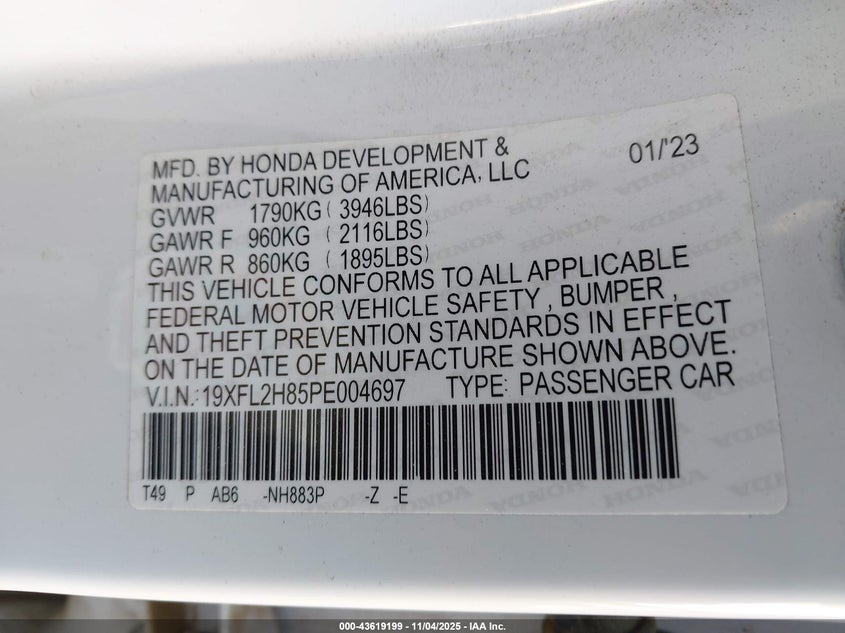 MFD. BY HONDA DEVELOPMENT & 01/'23
MANUFACTURING OF AMERICA, LLC
GVWR 1790KG ( 3946LBS)
GAWR F 960KG ( 2116LBS)
GAWR R 860KG ( 1895LBS)
THIS VEHICLE CONFORMS TO ALL APPLICABLE
FEDERAL MOTOR VEHICLE SAFETY , BUMPER ,
AND THEFT PREVENTION STANDARDS IN EFFECT
ON THE DATE OF MANUFACTURE SHOWN ABOVE.
V.I.N.: 19XFL2H85PE004697 TYPE: PASSENGER CAR
T49 P AB6 -NH883P -Z -E
000-43619199 - 11/04/2025 - IAA Inc.